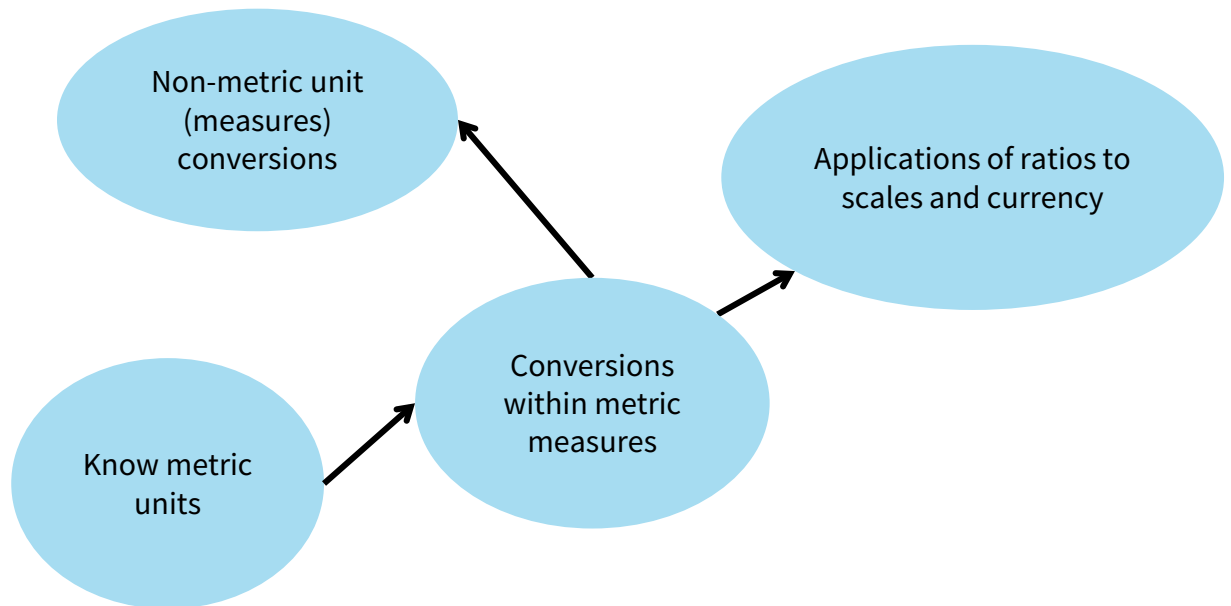 Non-metric unit
(measures)
conversions
Applications of ratios to
scales and currency
Conversions
within metric
measures
Know metric
units